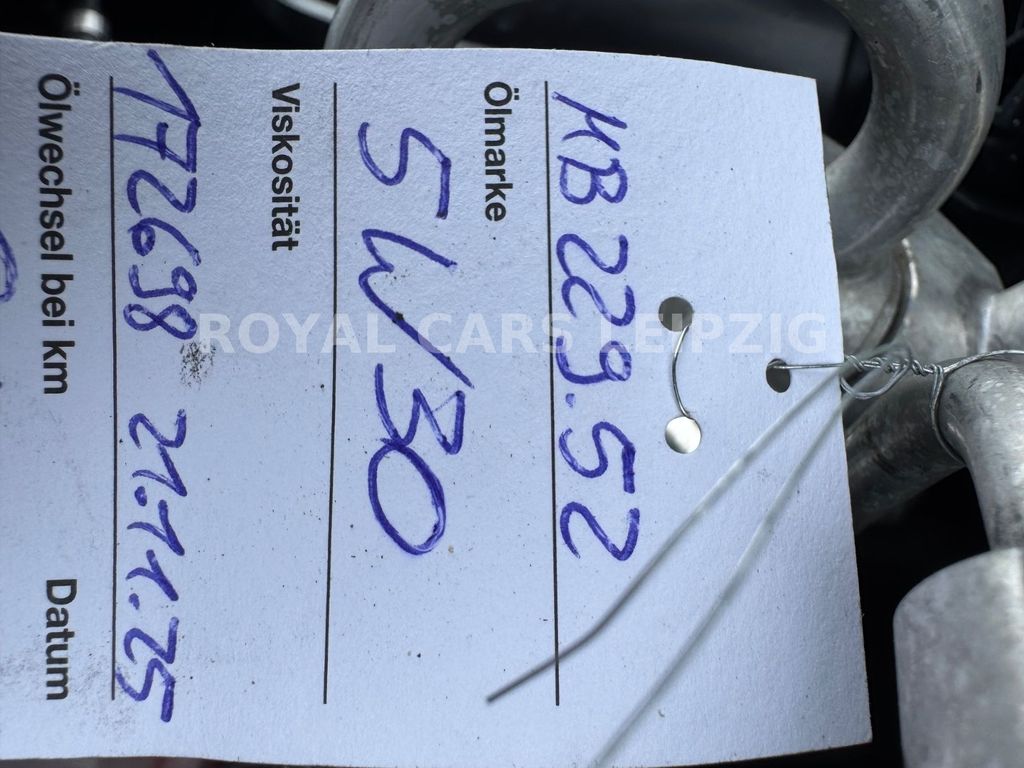 MB 229.52
Ölmarke
5W30
Viskosität
172698 21.11.25
Ölwechsel bei km Datum
ROYAL CARS LEIPZIG